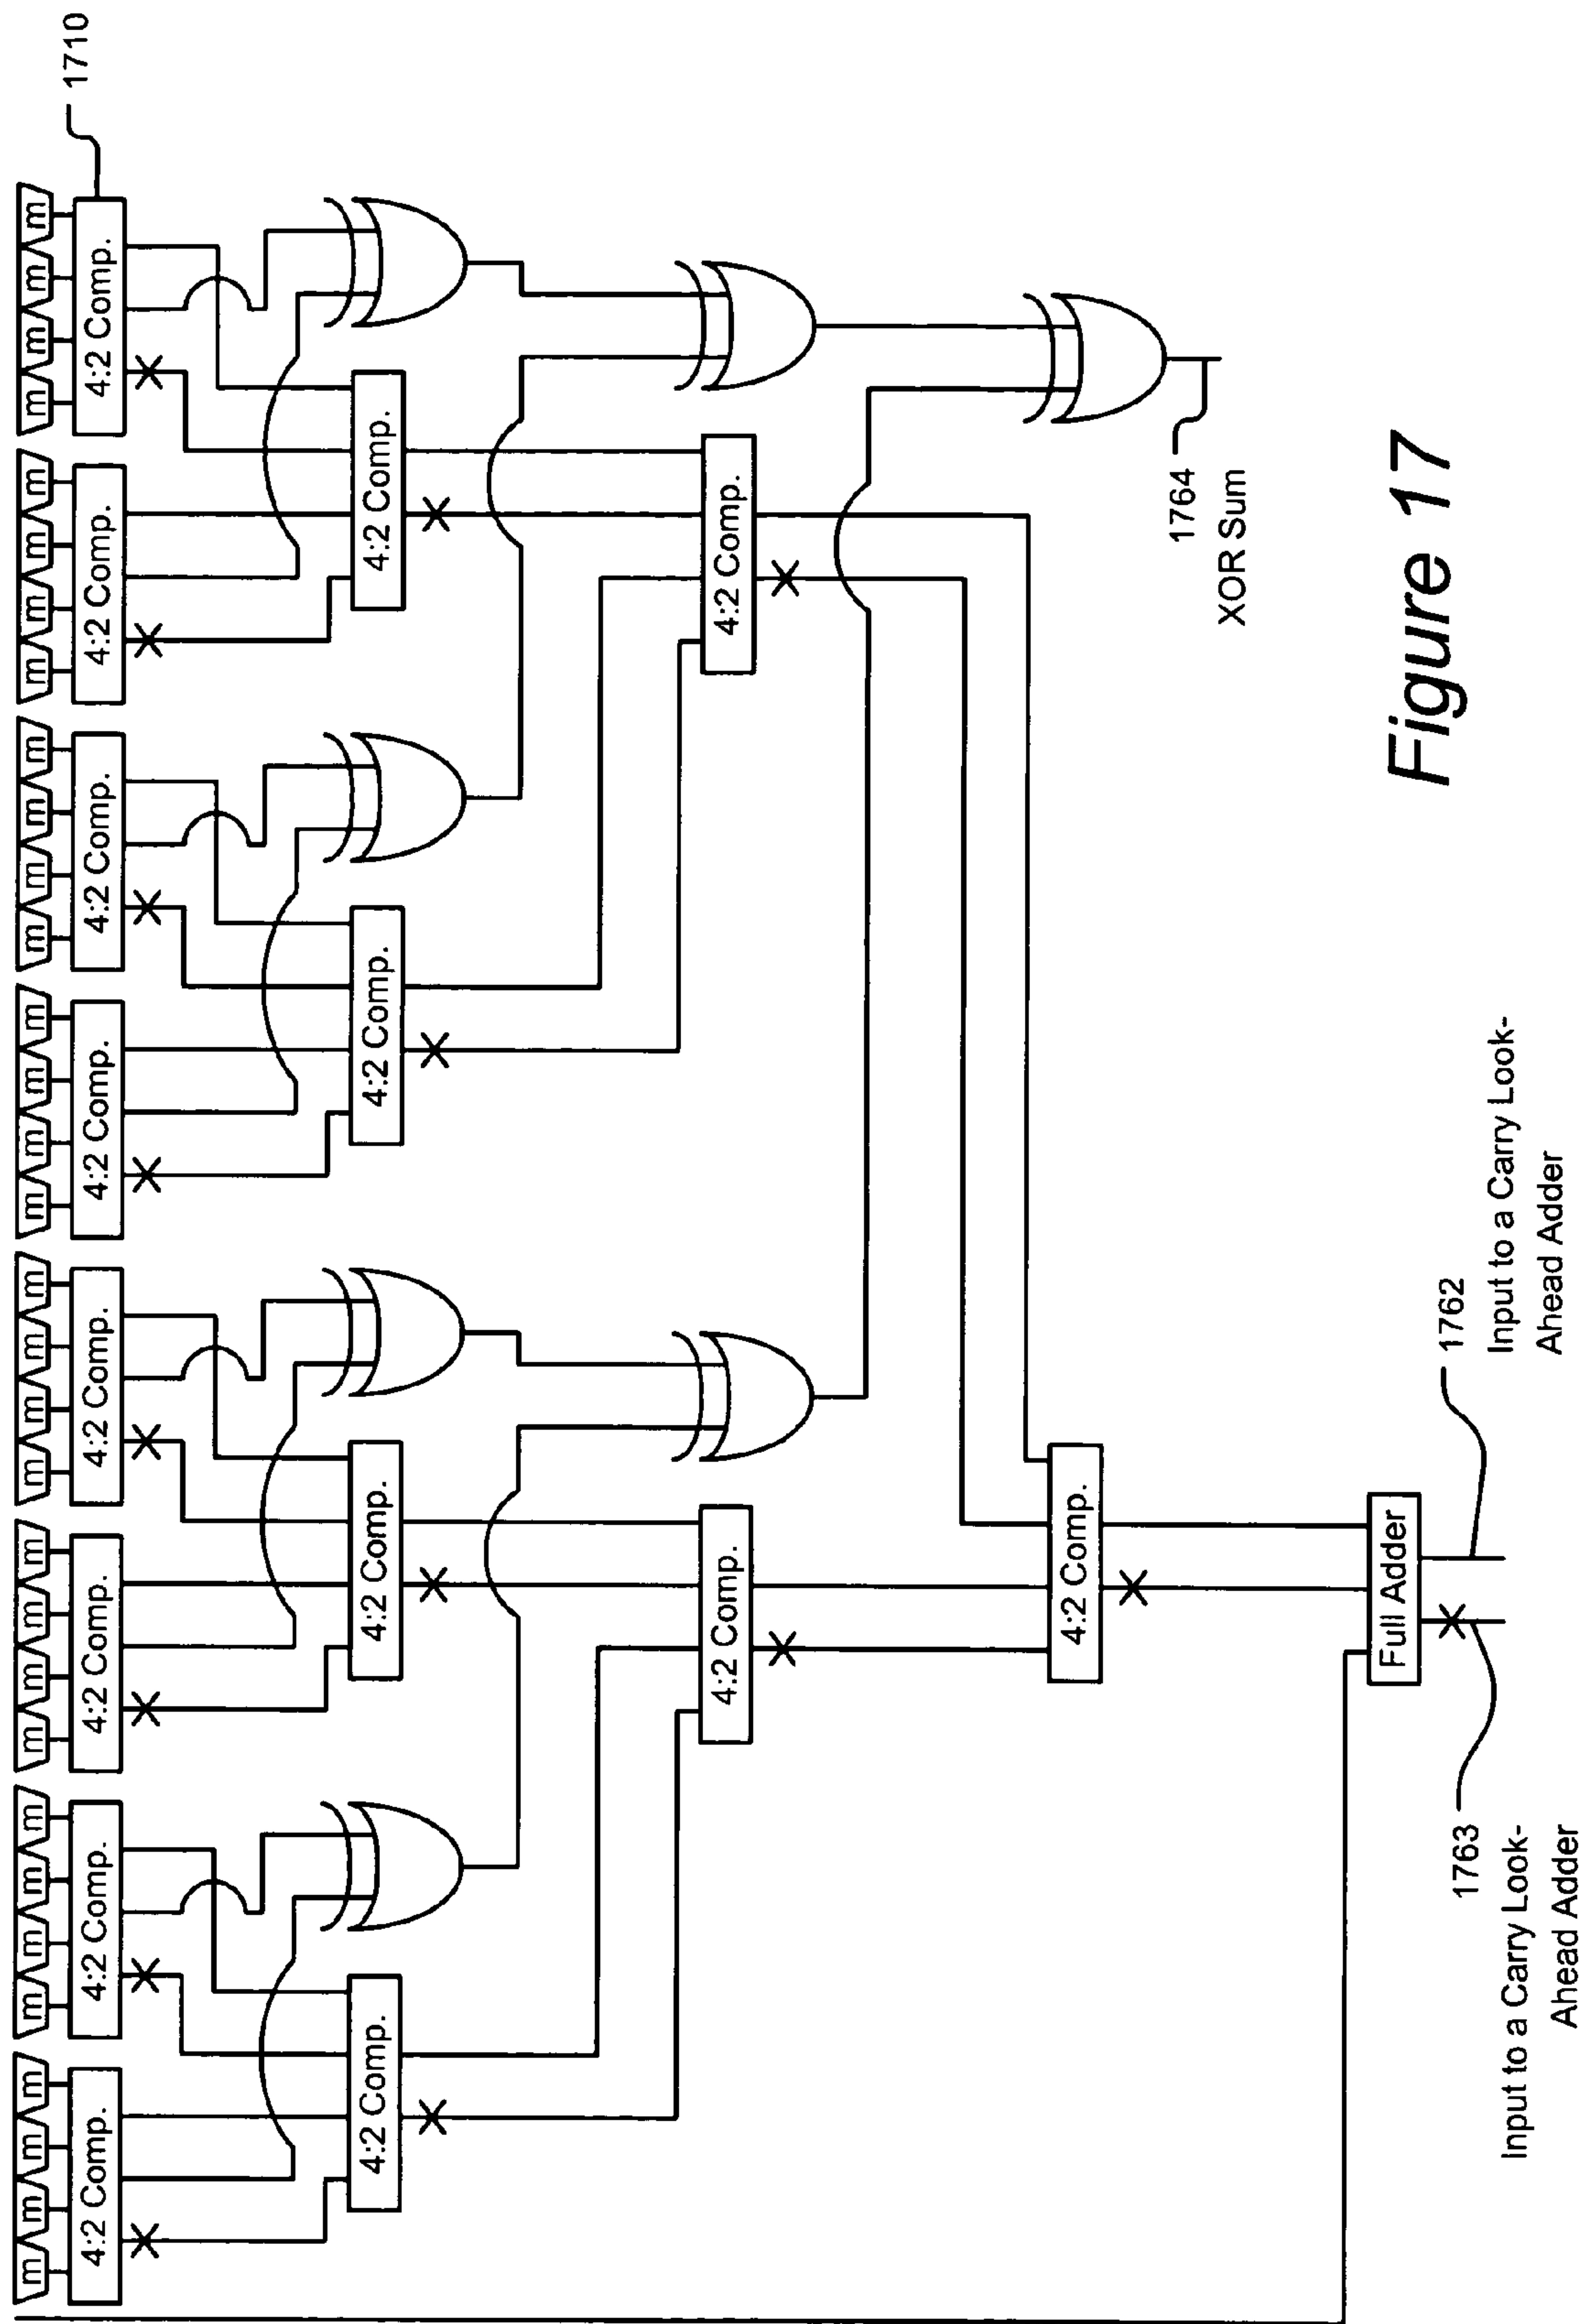 m m m m m m m m m m m m m m m m m m m m m m m m m m m m m m m m
1710
4:2 Comp. 4:2 Comp. 4:2 Comp. 4:2 Comp. 4:2 Comp. 4:2 Comp. 4:2 Comp. 4:2 Comp.
4:2 Comp. 4:2 Comp. 4:2 Comp. 4:2 Comp.
4:2 Comp. 4:2 Comp.
4:2 Comp.
1764
XOR Sum
Full Adder
1763
Input to a Carry Look-
Ahead Adder
1762
Input to a Carry Look-
Ahead Adder
Figure 17